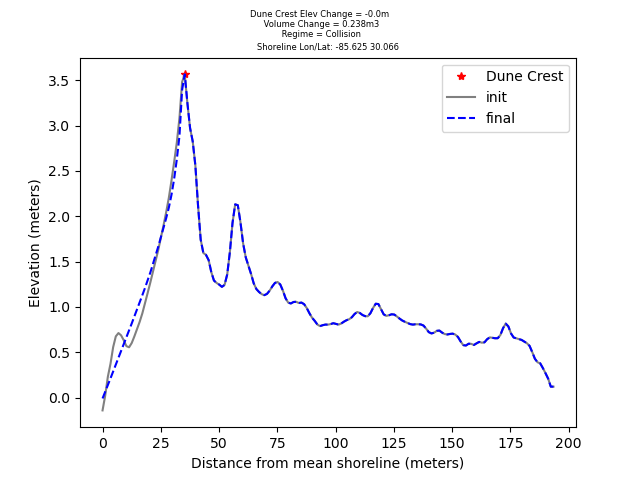 Dune Crest Elev Change = -0.0m
Volume Change = 0.238m3
Regime = Collision
Shoreline Lon/Lat: -85.625 30.066
Dune Crest
init
final
3.5
3.0
2.5
2.0
1.5
1.0
0.5
0.0
Elevation (meters)
0 25 50 75 100 125 150 175 200
Distance from mean shoreline (meters)